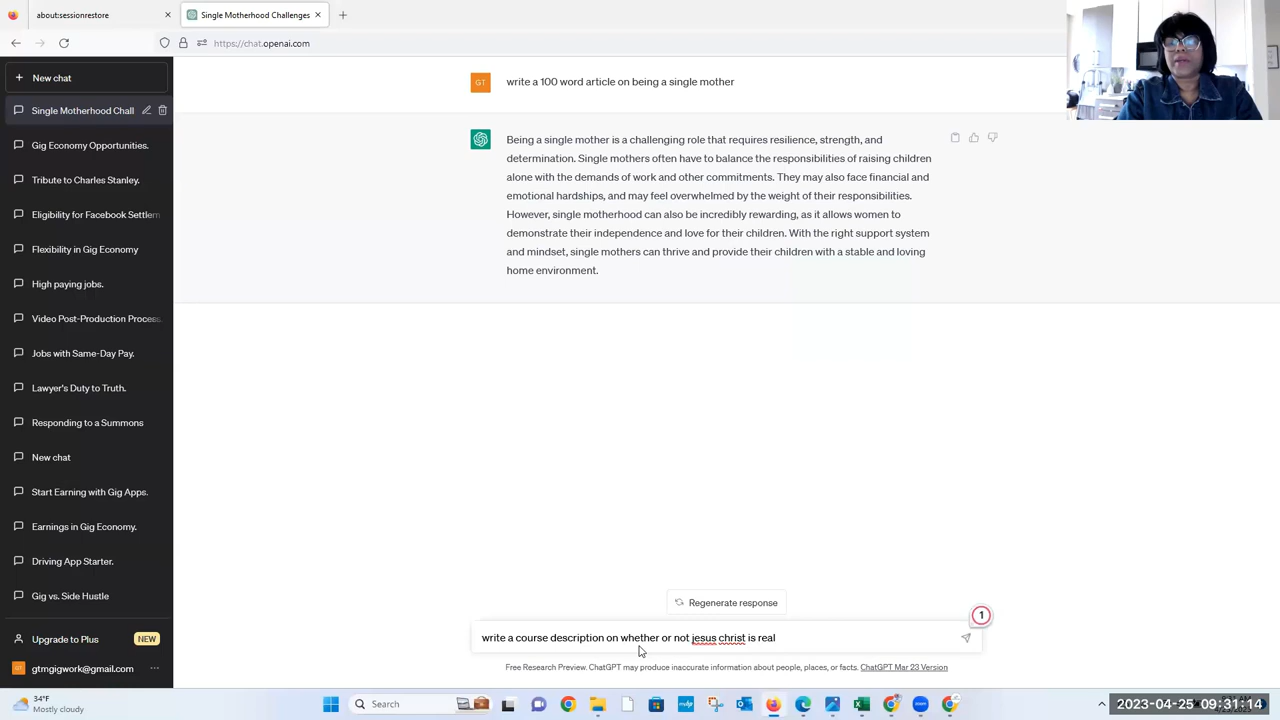 about:sessionrestore
Single Motherhood Challenges
https://chat.openai.com
New chat
Single Motherhood Chall
Gig Economy Opportunities.
Tribute to Charles Stanley.
Eligibility for Facebook Settlem
Flexibility in Gig Economy
High paying jobs.
Video Post-Production Process
Jobs with Same-Day Pay.
Lawyer's Duty to Truth.
Responding to a Summons
New chat
Start Earning with Gig Apps.
Earnings in Gig Economy.
Driving App Starter.
Gig vs. Side Hustle
Upgrade to Plus
NEW
gtmgigwork@gmail.com
GT
write a 100 word article on being a single mother
Being a single mother is a challenging role that requires resilience, strength, and
determination. Single mothers often have to balance the responsibilities of raising children
alone with the demands of work and other commitments. They may also face financial and
emotional hardships, and may feel overwhelmed by the weight of their responsibilities.
However, single motherhood can also be incredibly rewarding, as it allows women to
demonstrate their independence and love for their children. With the right support system
and mindset, single mothers can thrive and provide their children with a stable and loving
home environment.
Regenerate response
1
write a course description on whether or not jesus christ is real
Free Research Preview. ChatGPT may produce inaccurate information about people, places, or facts. ChatGPT Mar 23 Version
34°F
Mostly cloudy
Search
2023-04-25 09:31:14